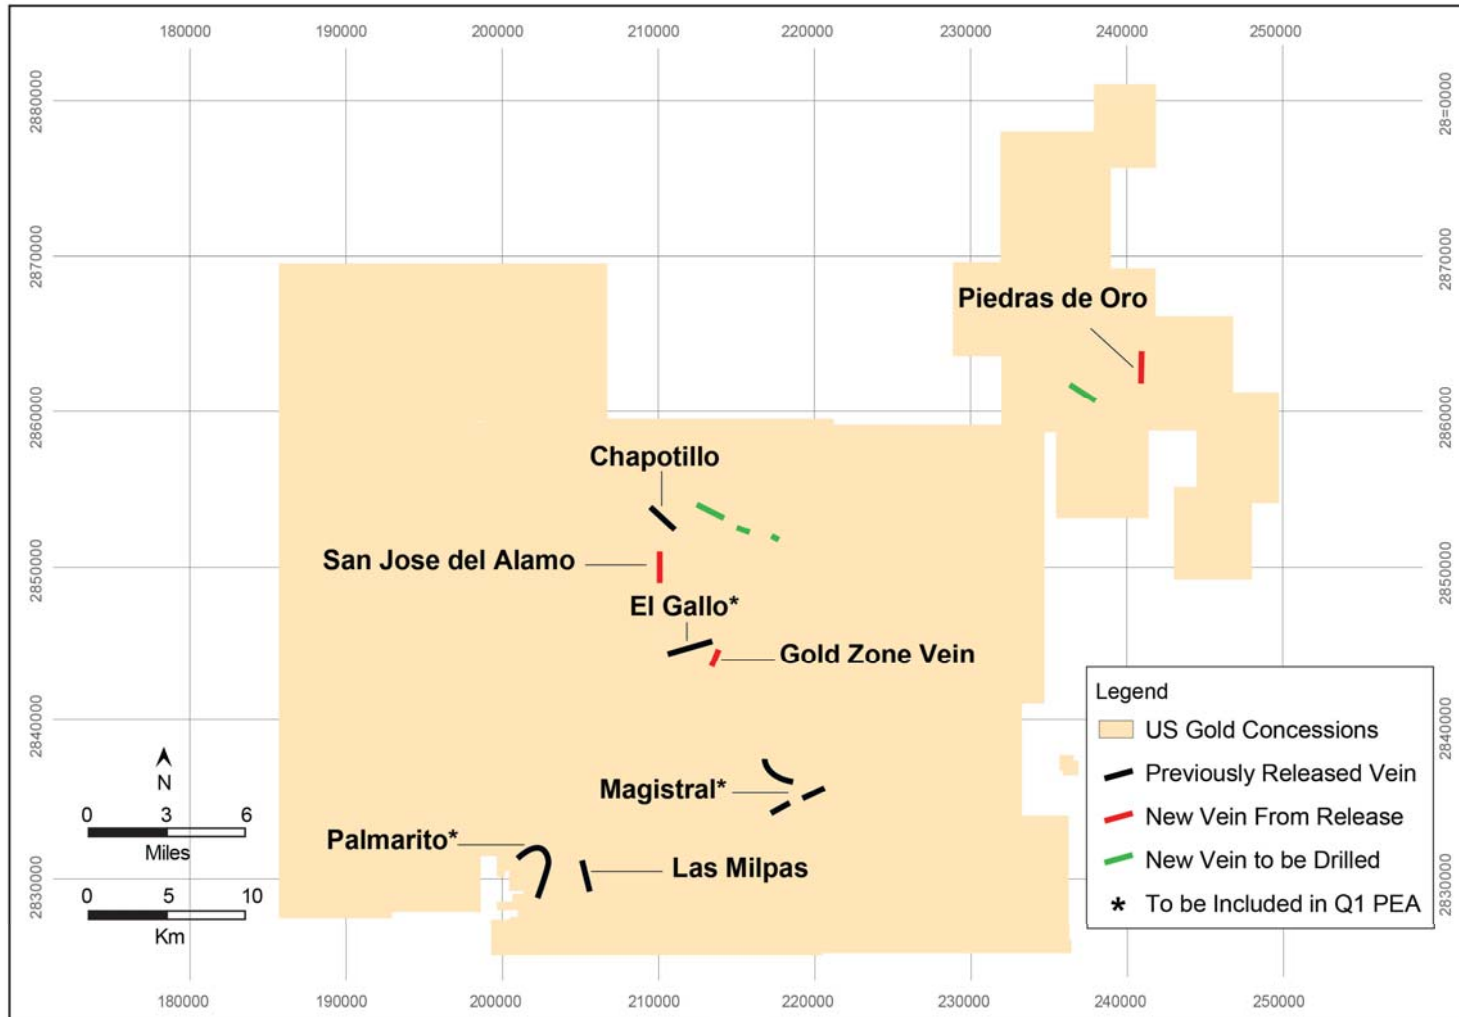 180000 190000 200000 210000 220000 230000 240000 250000
2880000 28=0000
2870000 2870000
Piedras de Oro
2860000 2860000
Chapotillo
San Jose del Alamo
2850000 2850000
El Gallo*
Gold Zone Vein
Legend
US Gold Concessions
2840000 2840000
N
Previously Released Vein
Magistral*
0 3 6
New Vein From Release
Miles
Palmarito*
New Vein to be Drilled
Las Milpas
2830000 2830000
0 5 10
* To be Included in Q1 PEA
Km
180000 190000 200000 210000 220000 230000 240000 250000